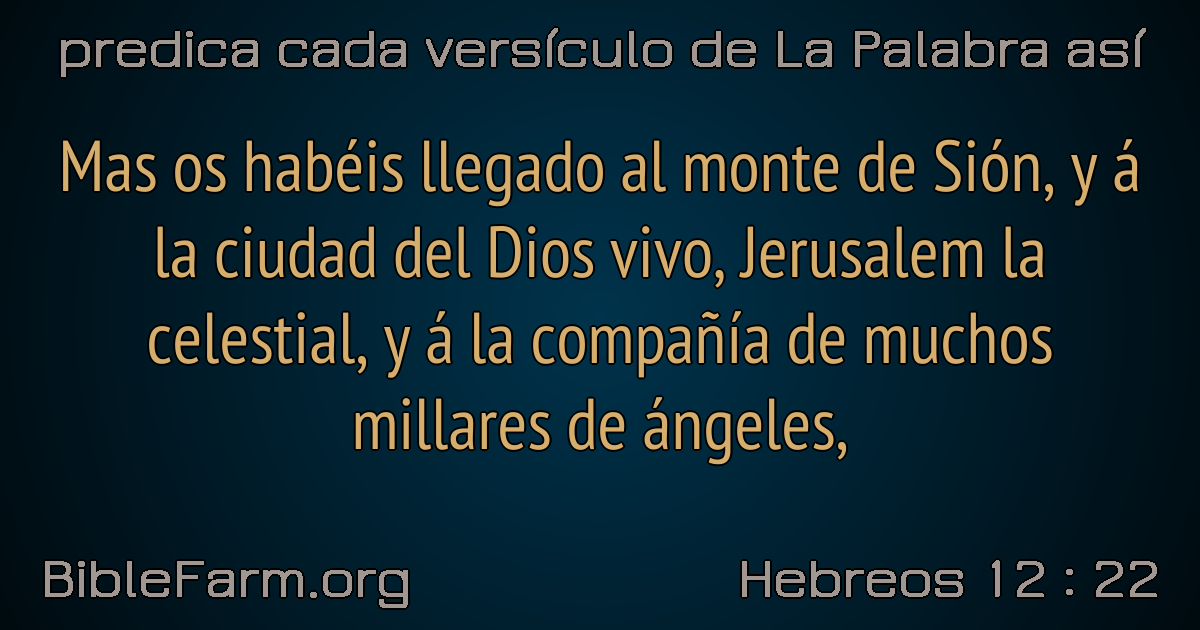 predica cada versículo de La Palabra así
Mas os habéis llegado al monte de Sión, y á
la ciudad del Dios vivo, Jerusalem la
celestial, y á la compañía de muchos
millares de ángeles,
BibleFarm.org
Hebreos 12 : 22